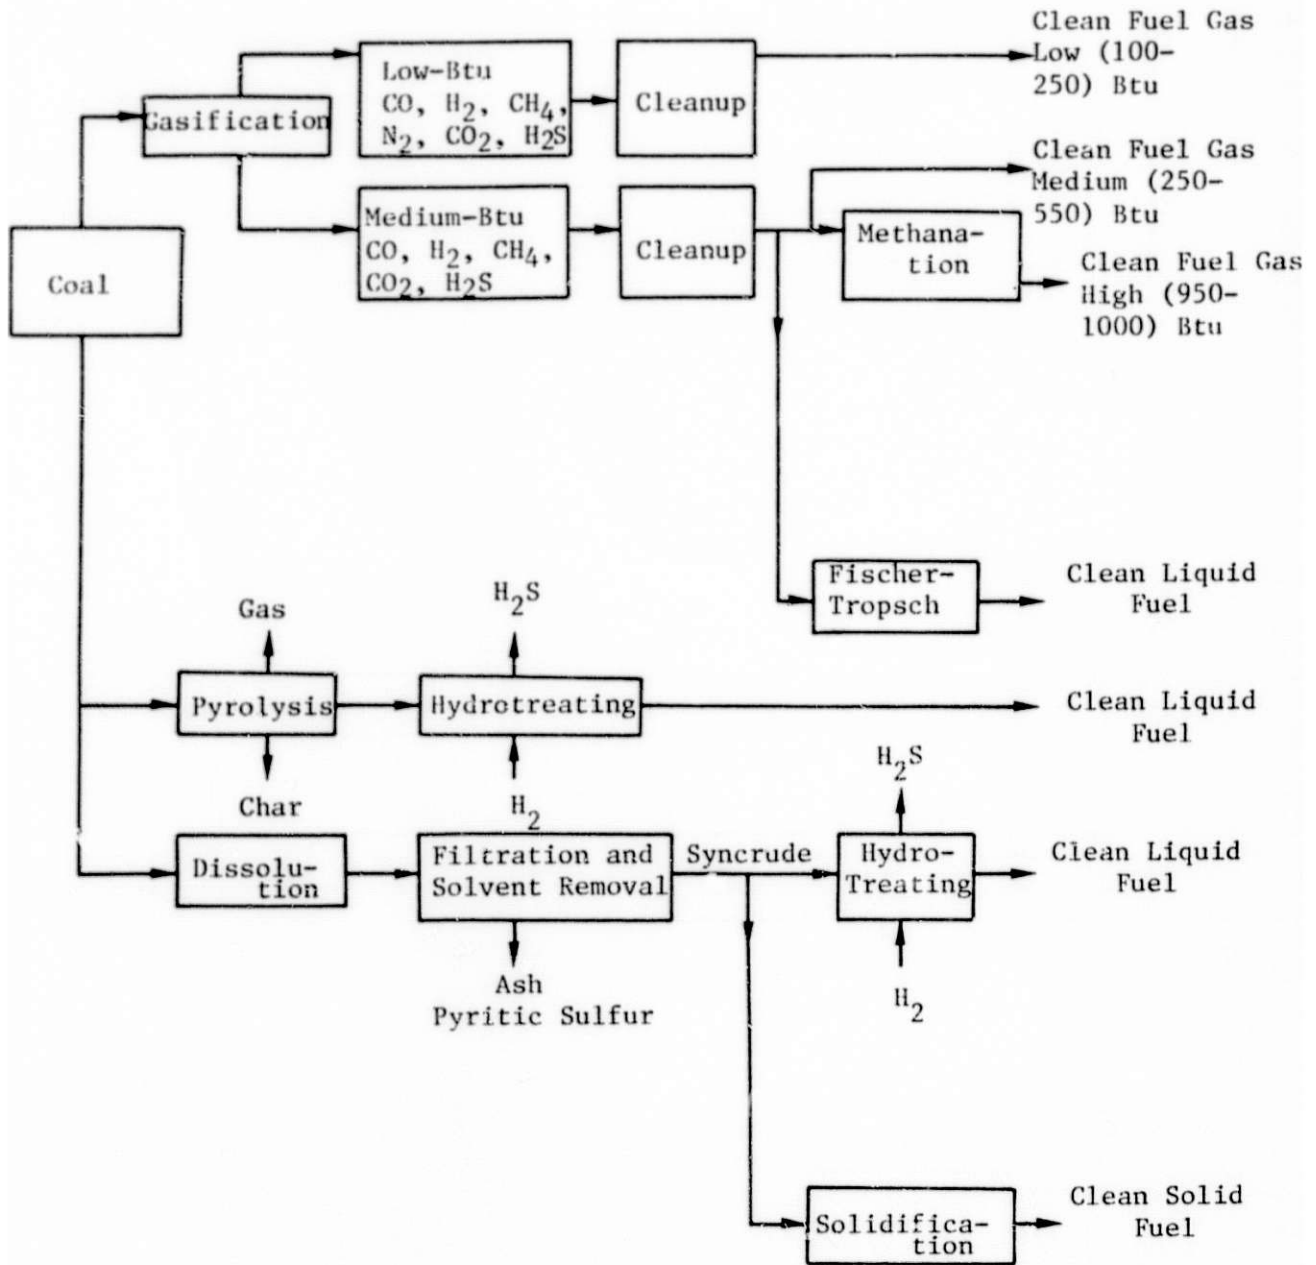 Clean Fuel Gas
Low (100-
250) Btu
Low-Btu
CO, H2, CH4,
N2, CO2, H2S
Cleanup
Gasification
Clean Fuel Gas
Medium (250-
550) Btu
Medium-Btu
CO, H2, CH4,
CO2, H2S
Cleanup
Methana-
tion
Clean Fuel Gas
High (950-
1000) Btu
Coal
Fischer-
Tropsch
Clean Liquid
Fuel
Gas
H2S
Pyrolysis
Hydrotreating
Clean Liquid
Fuel
Char
H2
H2S
Dissolu-
tion
Filtration and
Solvent Removal
Syncrude
Hydro-
Treating
Clean Liquid
Fuel
Ash
Pyritic Sulfur
H2
Solidifica-
tion
Clean Solid
Fuel